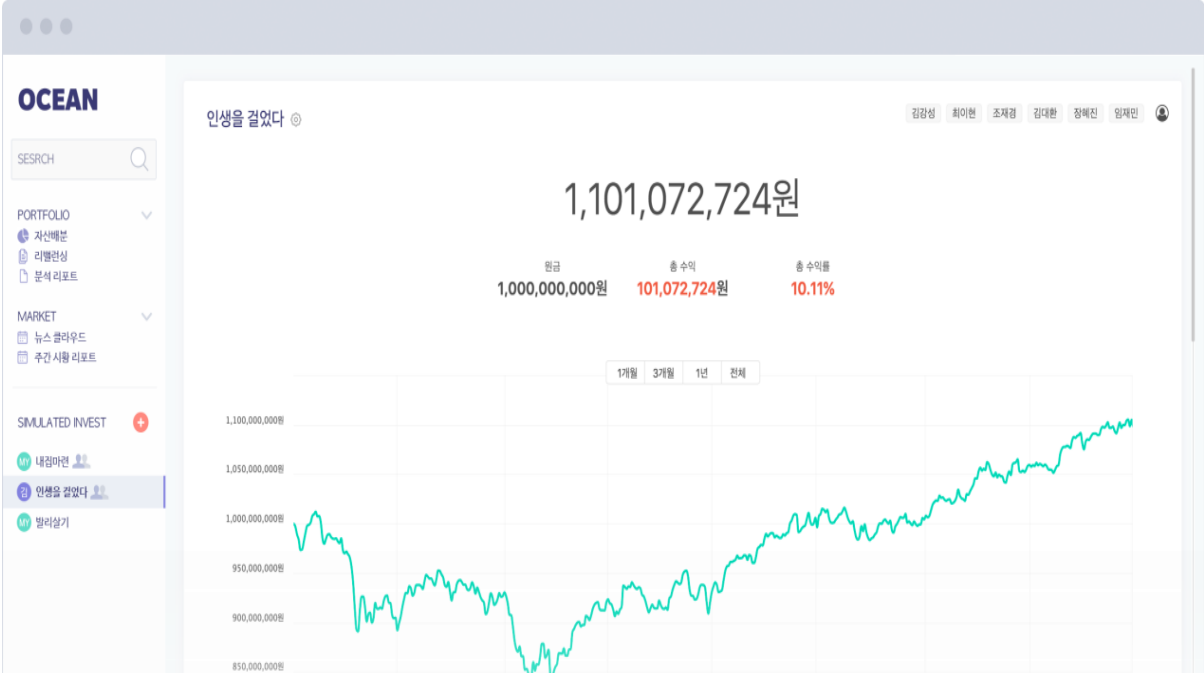 OCEAN
SESRCH
PORTFOLIO
자산배분
리밸런싱
분석 리포트
MARKET
뉴스 클라우드
주간 시황 리포트
SIMULATED INVEST
MY 내집마련
김 인생을 걸었다
MY 발리살기
인생을 걸었다
김강성 최이현 조재경 김대환 장혜진 임재민
1,101,072,724원
원금 총 수익 총 수익률
1,000,000,000원 101,072,724원 10.11%
1개월 3개월 1년 전체
1,100,000,000원
1,050,000,000원
1,000,000,000원
950,000,000원
900,000,000원
850,000,000원